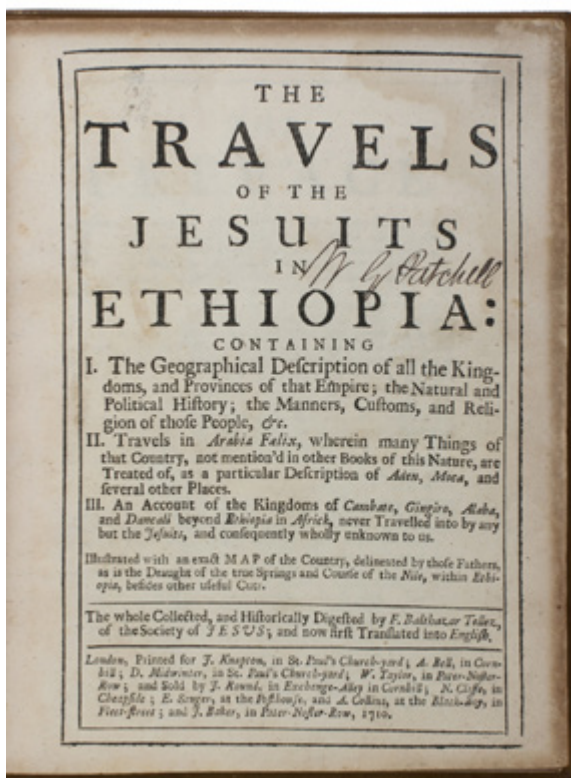 THE
TRAVELS
OF THE
JESUITS
IN
W G Patchell
ETHIOPIA:
CONTAINING
I. The Geographical Deſcription of all the King-
doms, and Provinces of that Empire; the Natural and
Political Hiſtory; the Manners, Cuſtoms, and Reli-
gion of thoſe People, &c.
II. Travels in Arabia Felix, wherein many Things of
that Country, not mention'd in other Books of this Nature, are
Treated of, as a particular Deſcription of Aden, Moca, and
ſeveral other Places.
III. An Account of the Kingdoms of Cambate, Gingiro, Alaba,
and Dancali beyond Ethiopia in Africk, never Travelled into by any
but the Jeſuits, and conſequently wholly unknown to us.
Illuſtrated with an exact MAP of the Country, delineated by thoſe Fathers,
as is the Draught of the true Springs and Courſe of the Nile, within Ethi-
opia, beſides other uſeful Cuts.
The whole Collected, and Hiſtorically Digeſted by F. Balthazar Tellez,
of the Society of JESUS; and now firſt Tranſlated into Engliſh.
London, Printed for J. Knapton, in St. Paul's Church-yard; A. Bell, in Corn-
hill; D. Midwinter, in St. Paul's Church-yard; W. Taylor, in Pater-Noſter-
Row; and Sold by J. Round, in Exchange-Alley in Cornhill; N. Cliffe, in
Cheapſide; E. Sanger, at the Poſthouſe, and A. Collins, at the Black-Boy, in
Fleet-ſtreet; and J. Baker, in Pater-Noſter-Row, 1710.